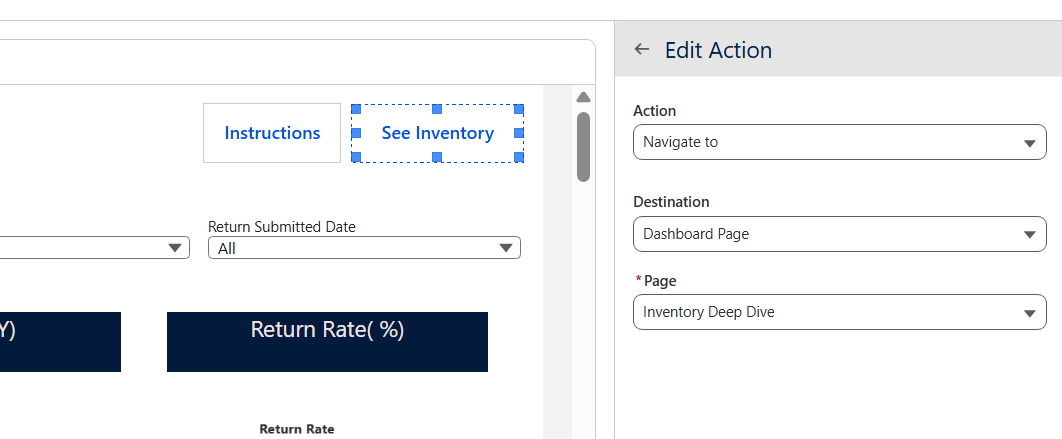 Edit Action
Instructions
See Inventory
Action
Navigate to
Destination
Dashboard Page
* Page
Inventory Deep Dive
Return Submitted Date
All
Y)
Return Rate( %)
Return Rate